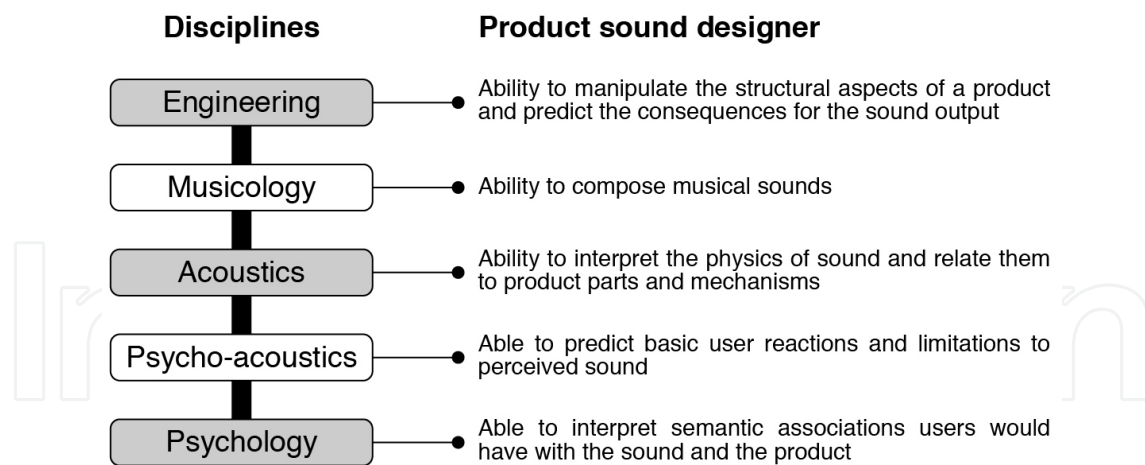 Disciplines
Product sound designer
Engineering
Ability to manipulate the structural aspects of a product
and predict the consequences for the sound output
Musicology
Ability to compose musical sounds
Acoustics
Ability to interpret the physics of sound and relate them
to product parts and mechanisms
Psycho-acoustics
Able to predict basic user reactions and limitations to
perceived sound
Psychology
Able to interpret semantic associations users would
have with the sound and the product